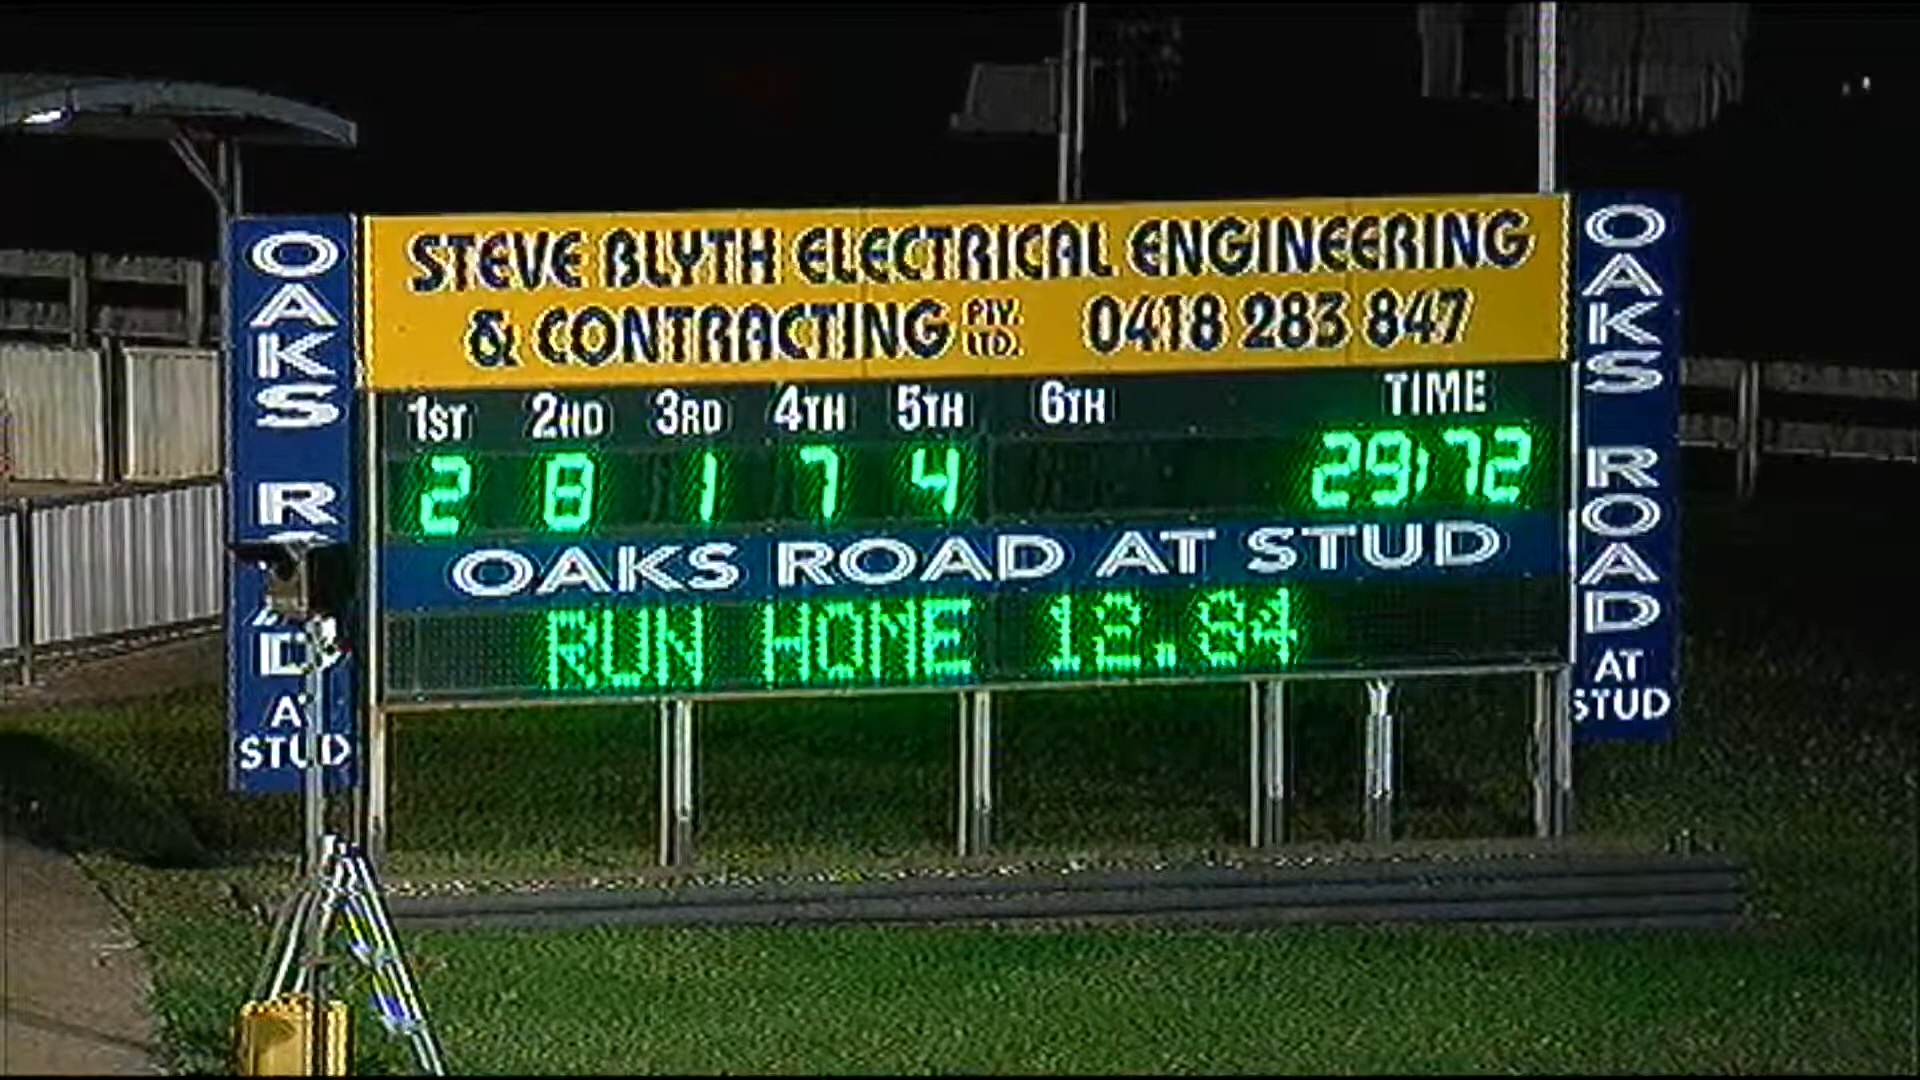 STEVE BLYTH ELECTRICAL ENGINEERING
& CONTRACTING PTY. LTD. 0418 283 847
1ST 2ND 3RD 4TH 5TH 6TH TIME
2 8 1 7 4 29:72
OAKS ROAD AT STUD
RUN HOME 12.84
OAKS ROAD AT STUD
OAKS ROAD AT STUD